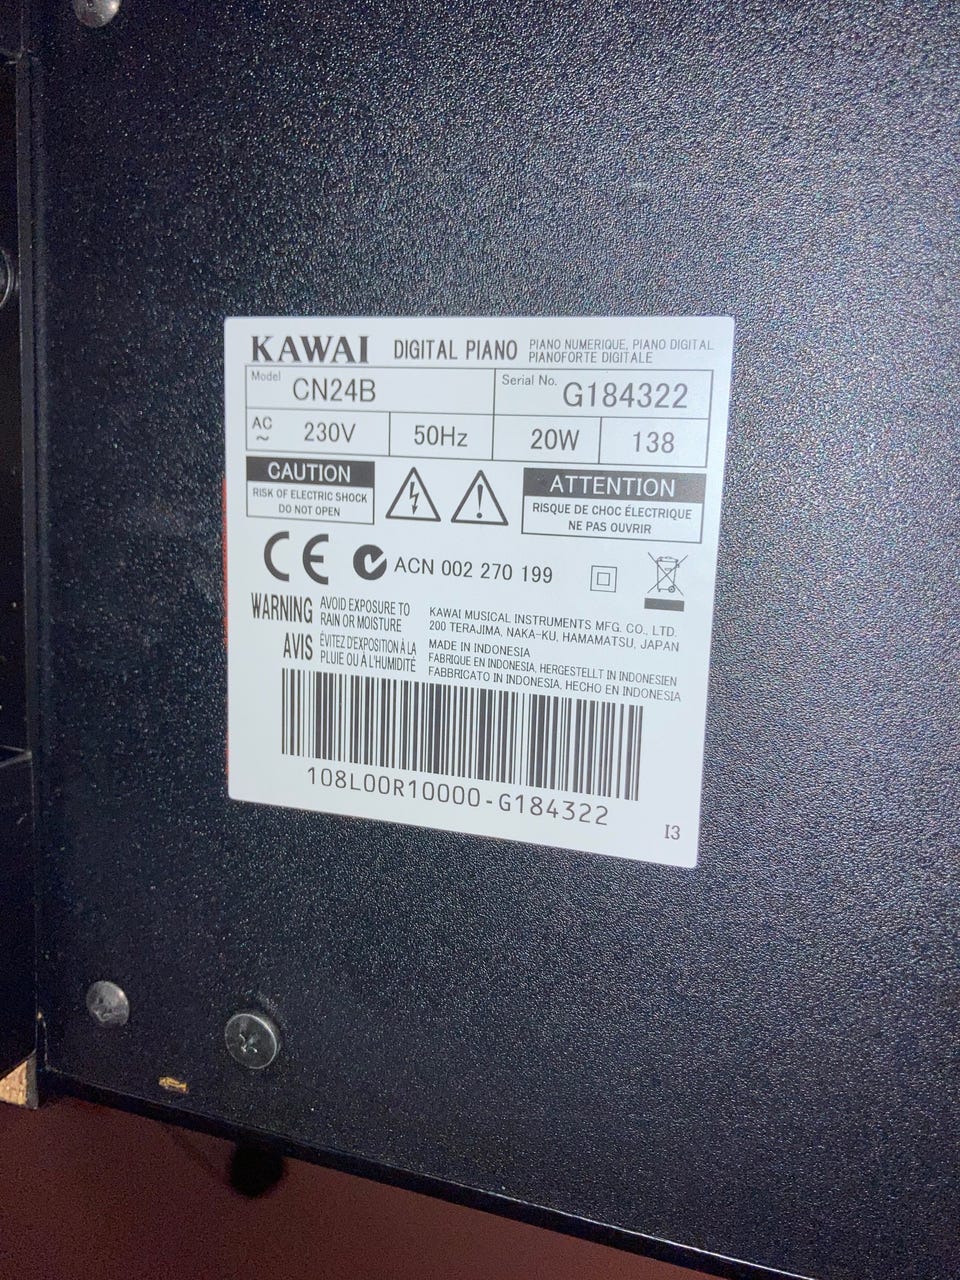 KAWAI DIGITAL PIANO PIANO NUMERIQUE, PIANO DIGITAL
PIANOFORTE DIGITALE
Model CN24B Serial No. G184322
AC ~ 230V 50Hz 20W 138
CAUTION
RISK OF ELECTRIC SHOCK
DO NOT OPEN
ATTENTION
RISQUE DE CHOC ÉLECTRIQUE
NE PAS OUVRIR
CE ACN 002 270 199
WARNING AVOID EXPOSURE TO
RAIN OR MOISTURE
AVIS ÉVITEZ D'EXPOSITION À LA
PLUIE OU À L'HUMIDITÉ
KAWAI MUSICAL INSTRUMENTS MFG. CO., LTD.
200 TERAJIMA, NAKA-KU, HAMAMATSU, JAPAN
MADE IN INDONESIA
FABRIQUE EN INDONESIA, HERGESTELLT IN INDONESIEN
FABBRICATO IN INDONESIA, HECHO EN INDONESIA
108L00R10000-G184322
I3